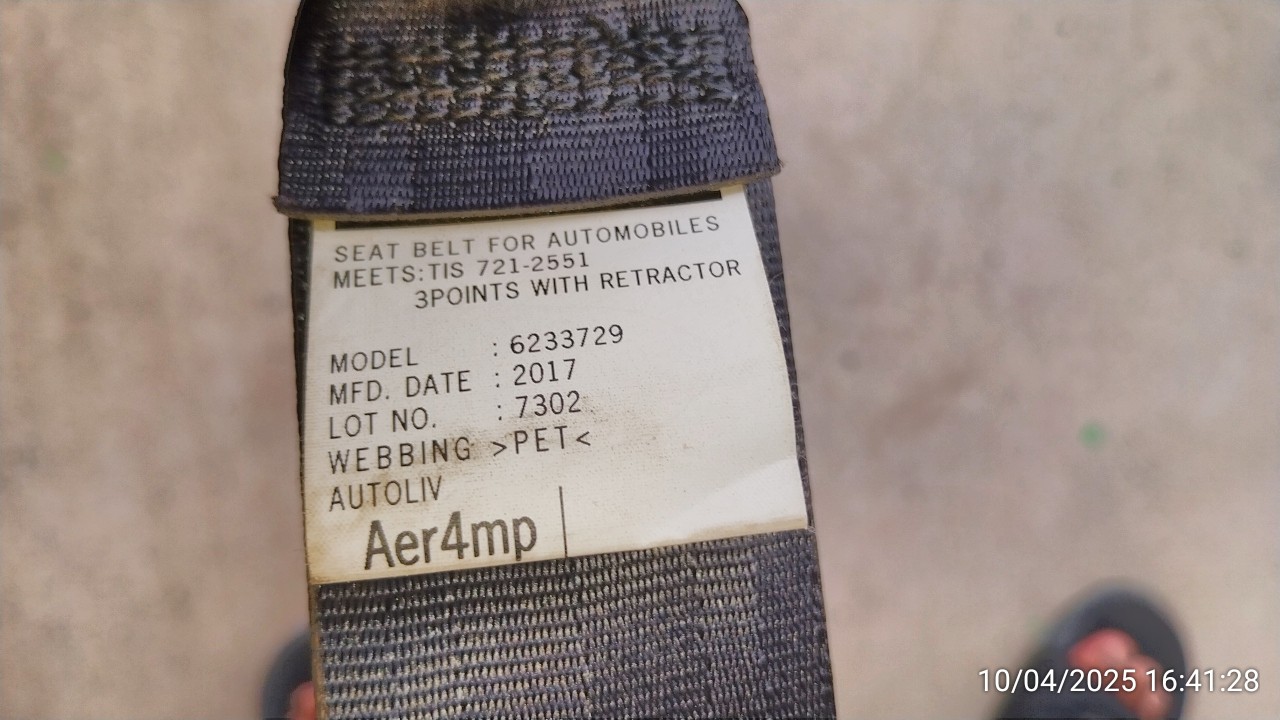 SEAT BELT FOR AUTOMOBILES
MEETS:TIS 721-2551
3POINTS WITH RETRACTOR
MODEL : 6233729
MFD. DATE : 2017
LOT NO. : 7302
WEBBING >PET<
AUTOLIV
Aer4mp
10/04/2025 16:41:28